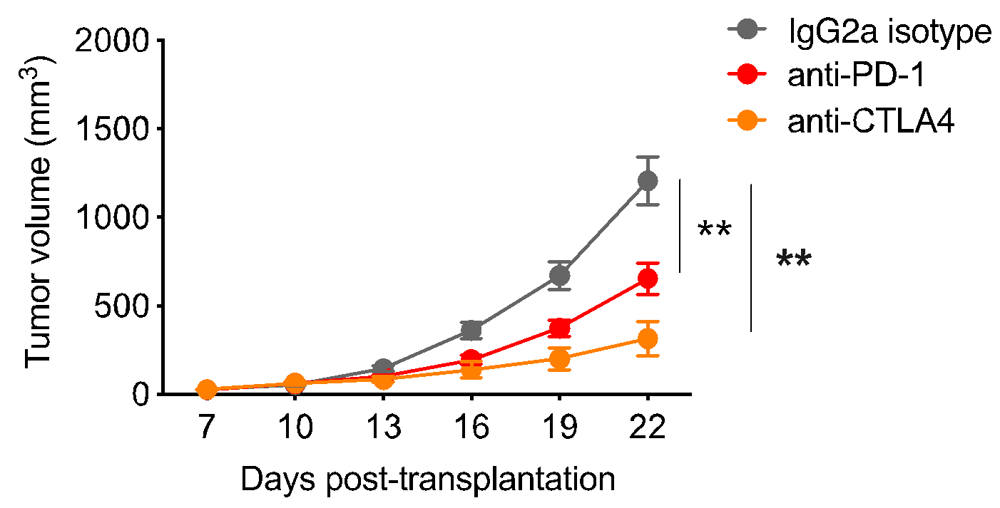 IgG2a isotype
anti-PD-1
anti-CTLA4
Tumor volume (mm³)
2000
1500
1000
500
0
**
**
7 10 13 16 19 22
Days post-transplantation